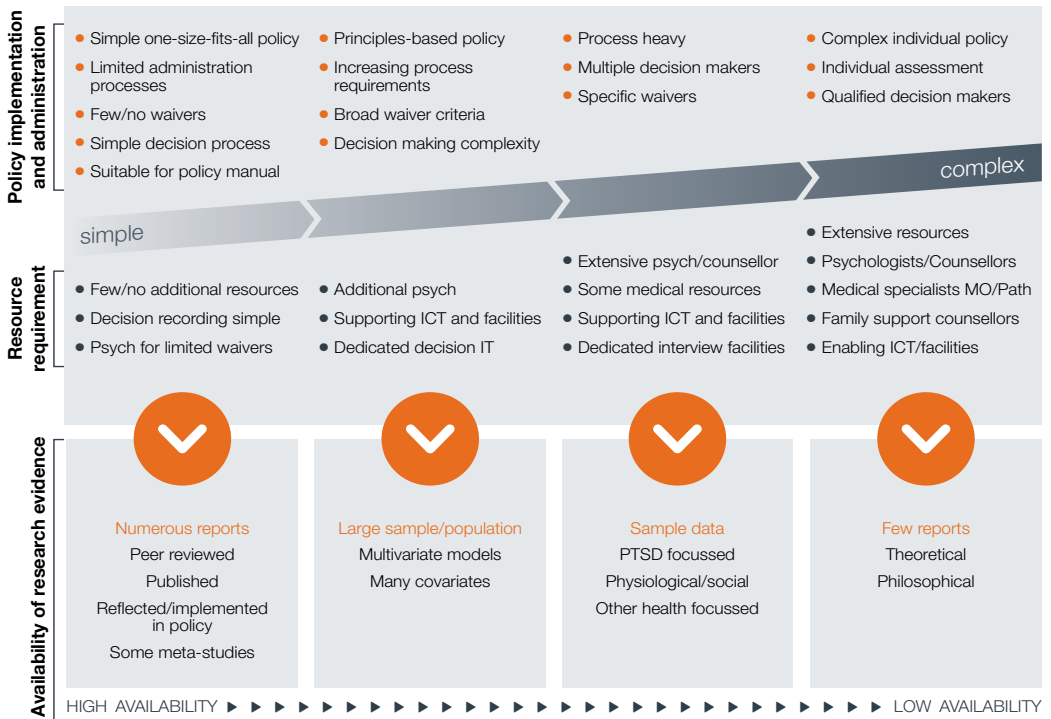 Policy implementation
and administration
• Simple one-size-fits-all policy
• Limited administration
processes
• Few/no waivers
• Simple decision process
• Suitable for policy manual
• Principles-based policy
• Increasing process
requirements
• Broad waiver criteria
• Decision making complexity
• Process heavy
• Multiple decision makers
• Specific waivers
• Complex individual policy
• Individual assessment
• Qualified decision makers
simple
complex
Resource
requirement
• Few/no additional resources
• Decision recording simple
• Psych for limited waivers
• Additional psych
• Supporting ICT and facilities
• Dedicated decision IT
• Extensive psych/counsellor
• Some medical resources
• Supporting ICT and facilities
• Dedicated interview facilities
• Extensive resources
• Psychologists/Counsellors
• Medical specialists MO/Path
• Family support counsellors
• Enabling ICT/facilities
Availability of research evidence
Numerous reports
Peer reviewed
Published
Reflected/implemented
in policy
Some meta-studies
Large sample/population
Multivariate models
Many covariates
Sample data
PTSD focussed
Physiological/social
Other health focussed
Few reports
Theoretical
Philosophical
HIGH AVAILABILITY
LOW AVAILABILITY